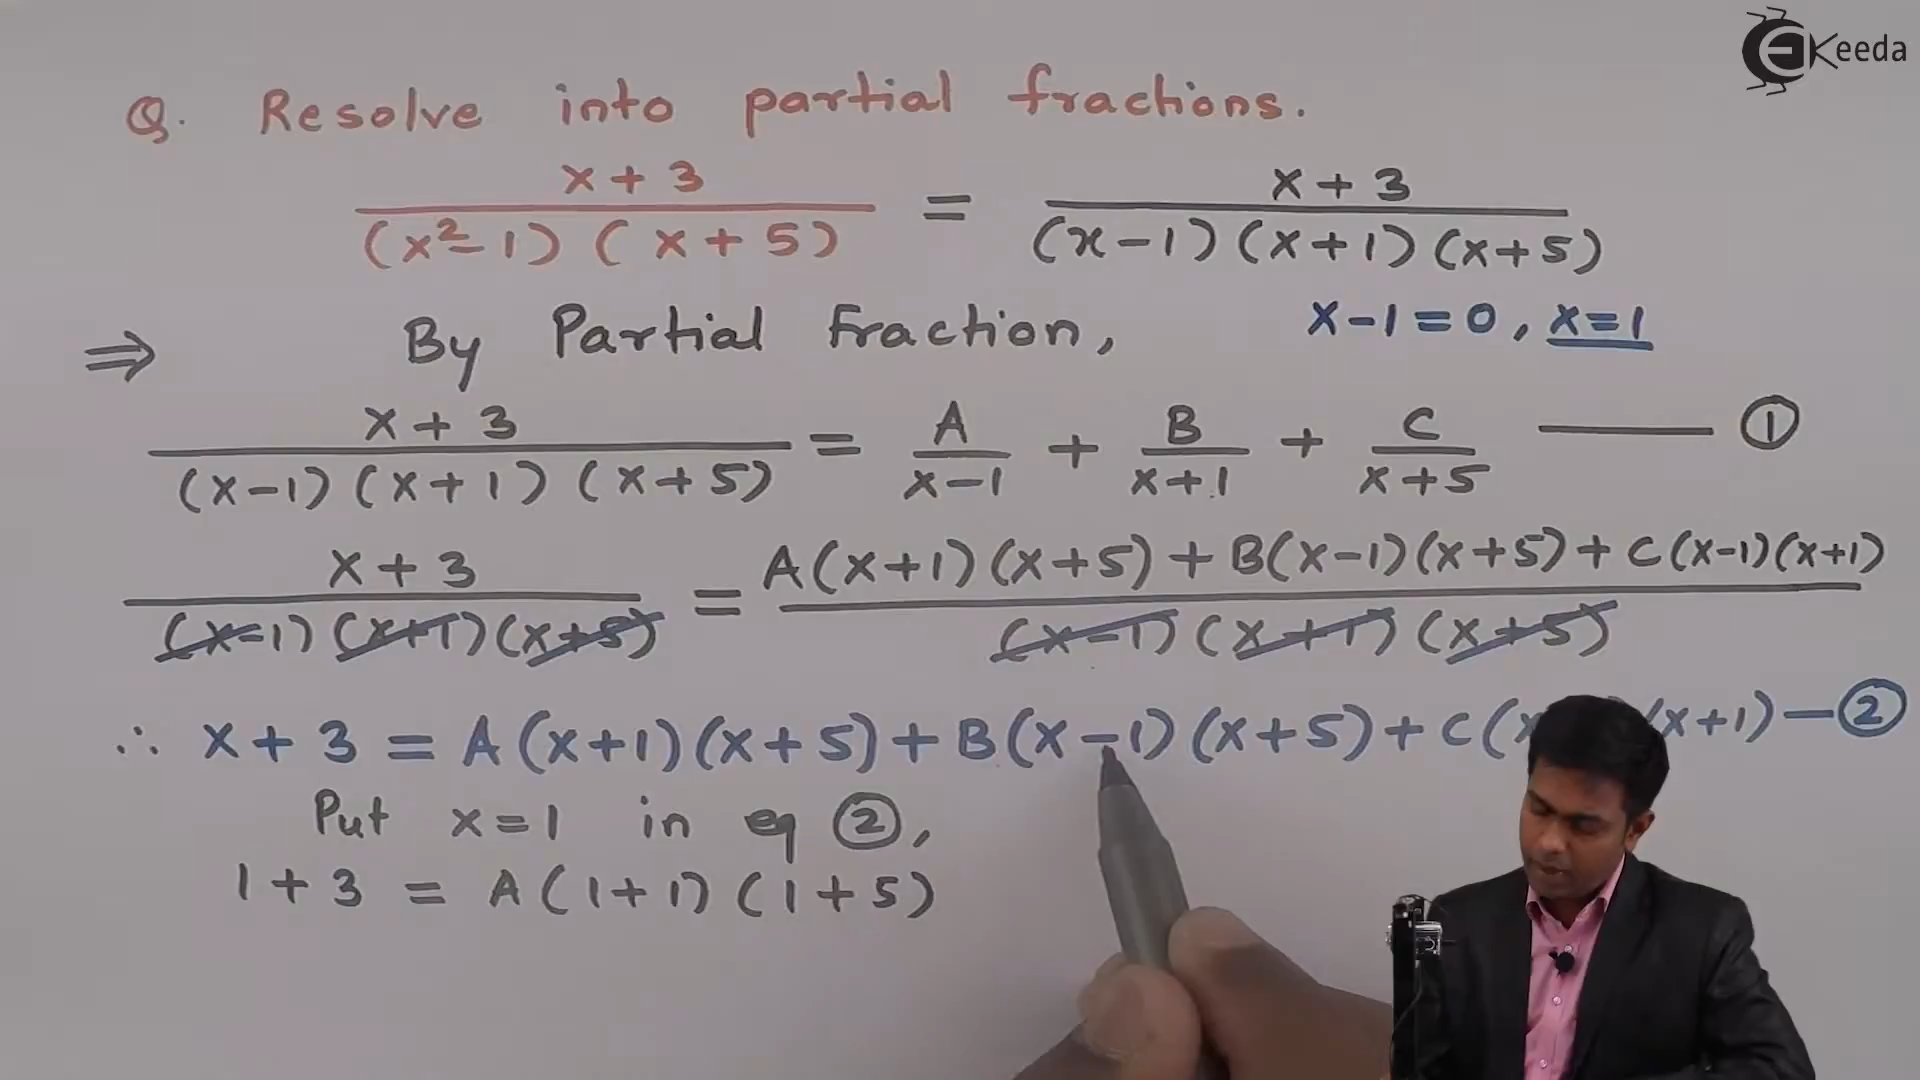 EKeeda
Q. Resolve into partial fractions.
x + 3 / (x² - 1) (x + 5) = x + 3 / (x-1) (x+1) (x+5)
⇒ By Partial Fraction, x-1=0, x=1
x + 3 / (x-1) (x+1) (x+5) = A / x-1 + B / x+1 + C / x+5 —— ①
x + 3 / (x-1) (x+1) (x+5) = A(x+1)(x+5) + B(x-1)(x+5) + C(x-1)(x+1) / (x-1) (x+1) (x+5)
∴ x + 3 = A(x+1)(x+5) + B(x-1)(x+5) + C(x (x+1) — ②
Put x=1 in eq ②,
1 + 3 = A(1+1)(1+5)